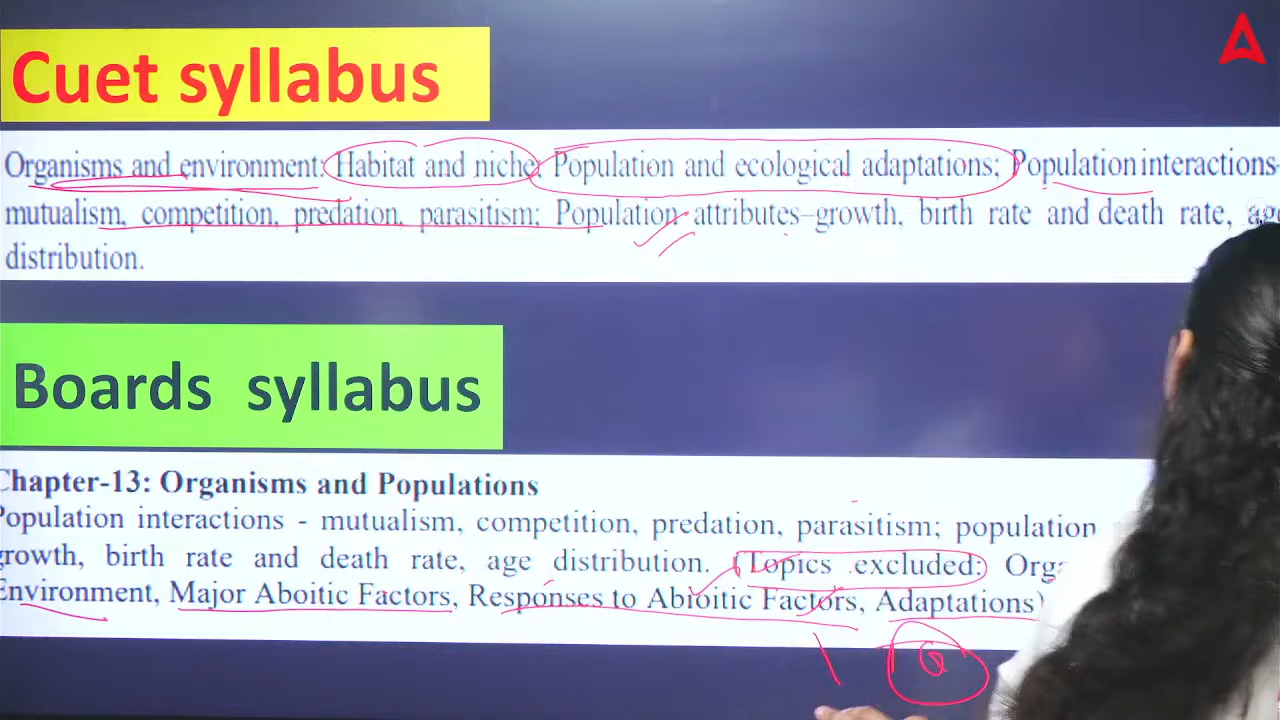 Cuet syllabus
Organisms and environment: Habitat and niche; Population and ecological adaptations; Population interactions-
mutualism, competition, predation, parasitism; Population attributes–growth, birth rate and death rate, age
distribution.
Boards syllabus
Chapter-13: Organisms and Populations
Population interactions - mutualism, competition, predation, parasitism; population
growth, birth rate and death rate, age distribution. (Topics excluded:
Environment, Major Aboitic Factors, Responses to Abioitic Factors, Adaptations)